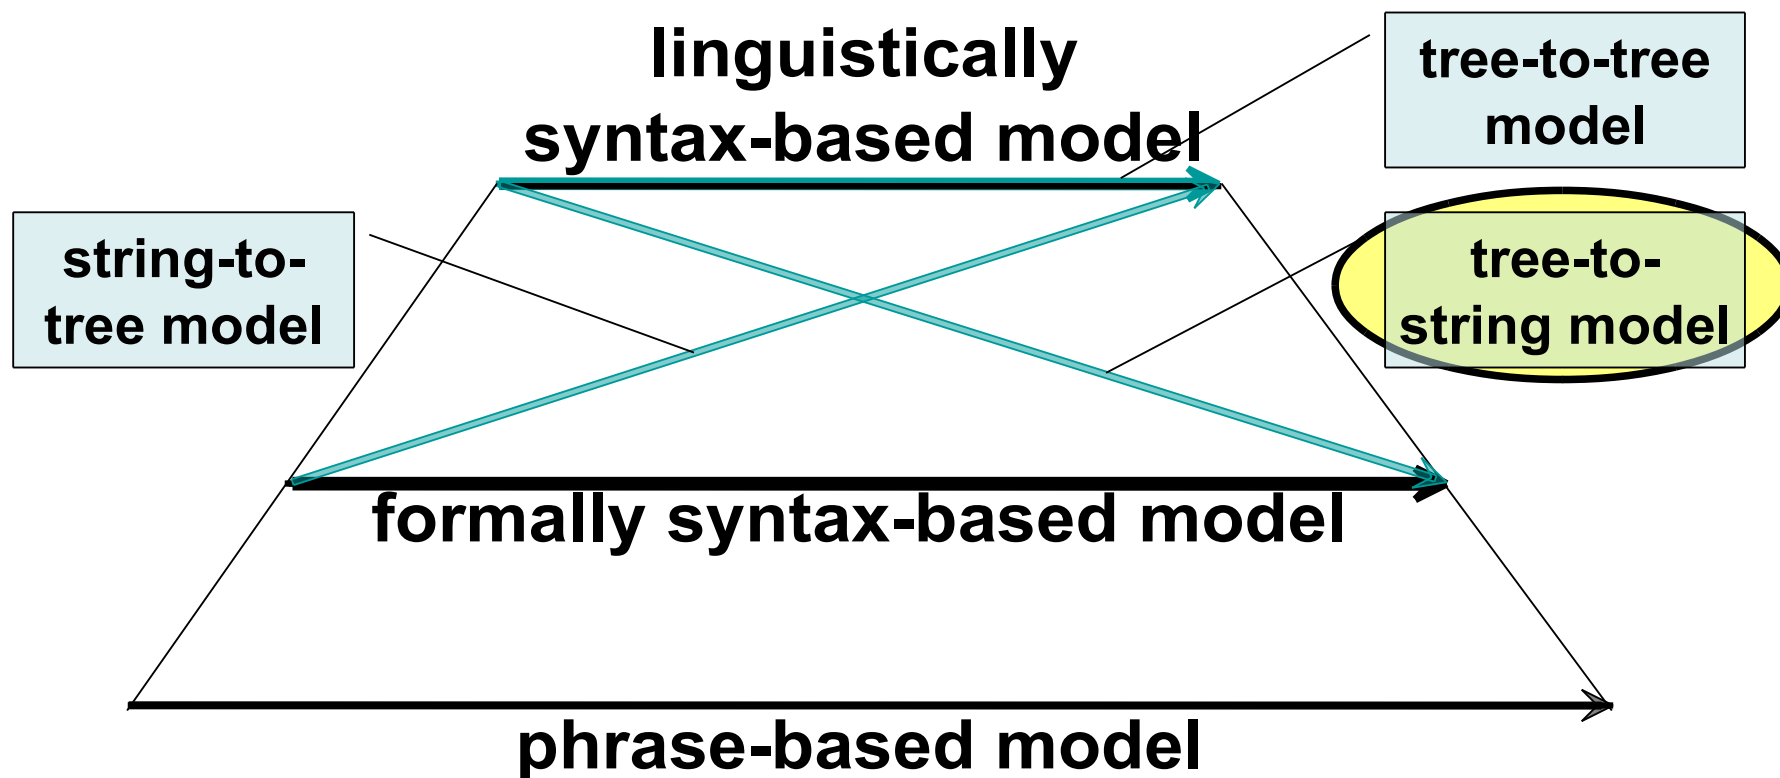 linguistically
syntax-based model
tree-to-tree
model
string-to-
tree model
tree-to-
string model
formally syntax-based model
phrase-based model